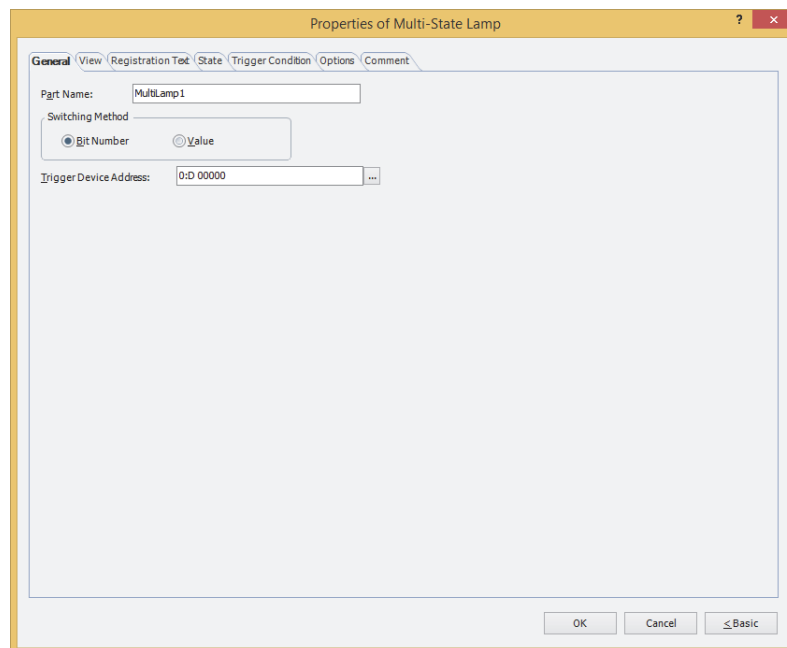 Properties of Multi-State Lamp ? ×
General View Registration Text State Trigger Condition Options Comment
Part Name: MultiLamp1
Switching Method
Bit Number Value
Trigger Device Address: 0:D 00000 ...
OK Cancel < Basic